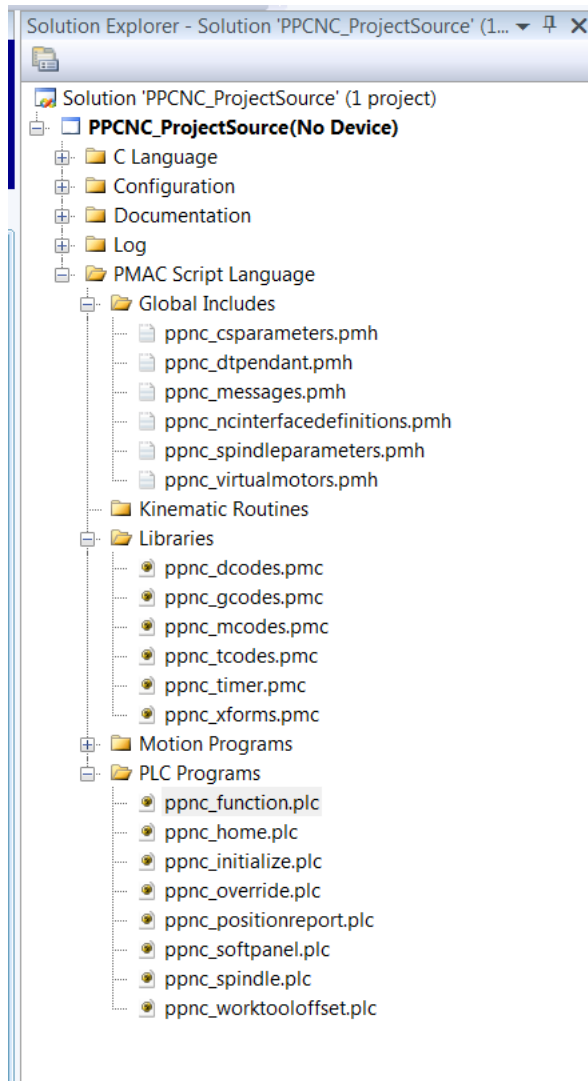 Solution Explorer - Solution 'PPCNC_ProjectSource' (1...
Solution 'PPCNC_ProjectSource' (1 project)
PPCNC_ProjectSource(No Device)
C Language
Configuration
Documentation
Log
PMAC Script Language
Global Includes
ppnc_csparameters.pmh
ppnc_dtpendant.pmh
ppnc_messages.pmh
ppnc_ncinterfacedefinitions.pmh
ppnc_spindleparameters.pmh
ppnc_virtualmotors.pmh
Kinematic Routines
Libraries
ppnc_dcodes.pmc
ppnc_gcodes.pmc
ppnc_mcodes.pmc
ppnc_tcodes.pmc
ppnc_timer.pmc
ppnc_xforms.pmc
Motion Programs
PLC Programs
ppnc_function.plc
ppnc_home.plc
ppnc_initialize.plc
ppnc_override.plc
ppnc_positionreport.plc
ppnc_softpanel.plc
ppnc_spindle.plc
ppnc_worktooloffset.plc